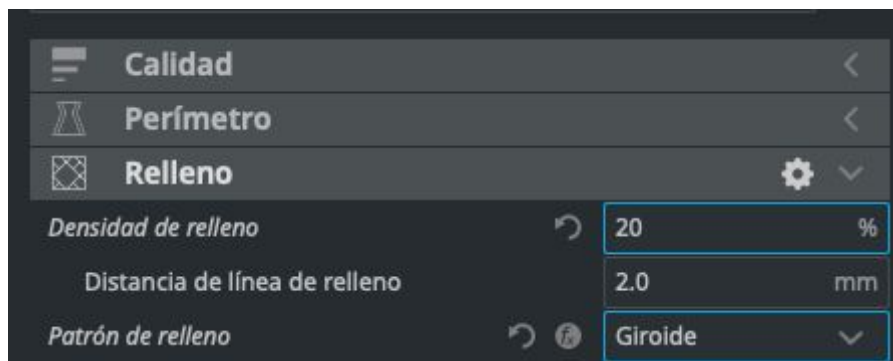 Calidad
Perímetro
Relleno
Densidad de relleno 20 %
Distancia de línea de relleno 2.0 mm
Patrón de relleno fx Giroide